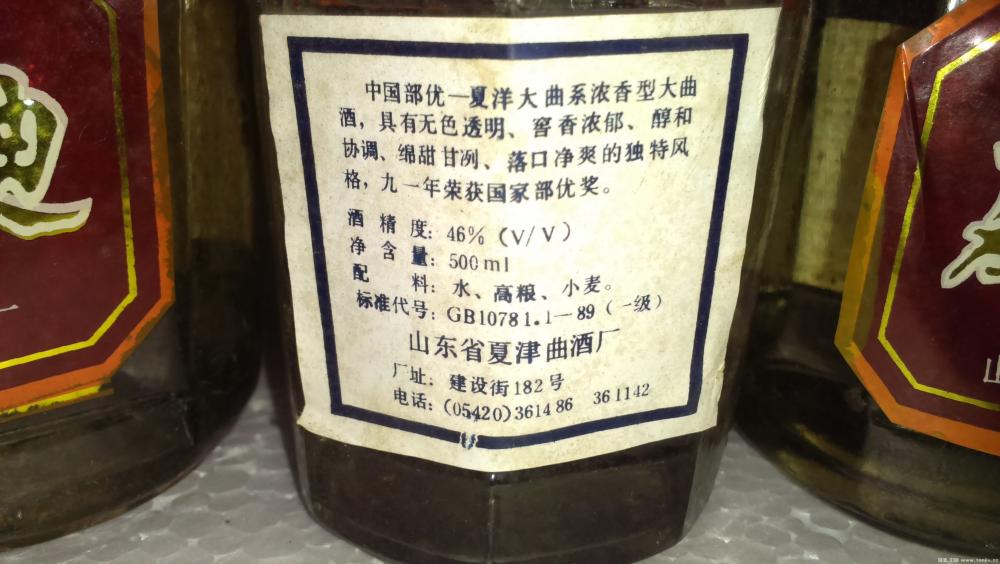 中国部优一夏洋大曲系浓香型大曲
酒，具有无色透明、窖香浓郁、醇和
协调、绵甜甘冽、落口净爽的独特风
格，九一年荣获国家部优奖。
酒精度：46%（V/V）
净含量：500ml
配料：水、高粮、小麦。
标准代号：GB10781.1—89（一级）
山东省夏津曲酒厂
厂址：建设街182号
电话：(05420)361486 361142
山